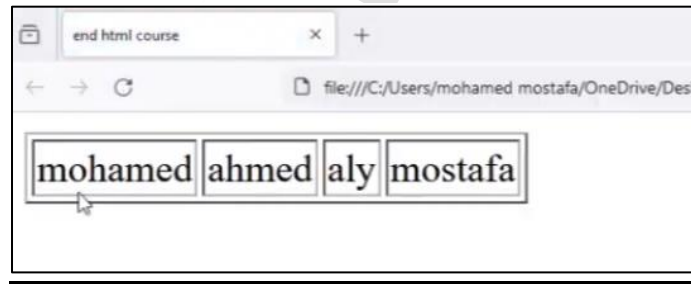 end html course
file:///C:/Users/mohamed mostafa/OneDrive/Des
mohamed ahmed aly mostafa